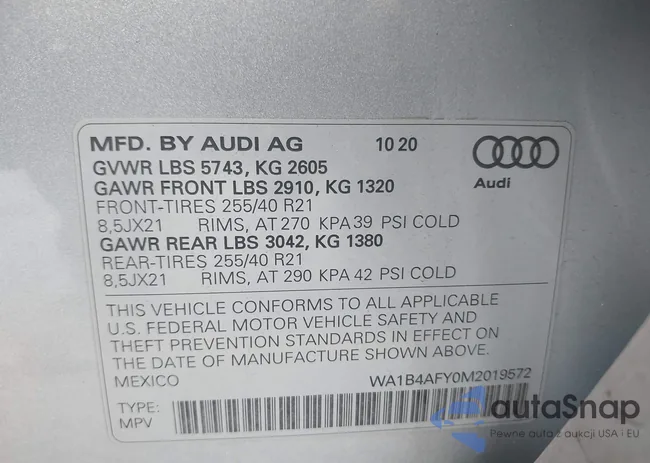 MFD. BY AUDI AG 10 20
GVWR LBS 5743, KG 2605
GAWR FRONT LBS 2910, KG 1320
FRONT-TIRES 255/40 R21
8,5JX21 RIMS, AT 270 KPA 39 PSI COLD
GAWR REAR LBS 3042, KG 1380
REAR-TIRES 255/40 R21
8,5JX21 RIMS, AT 290 KPA 42 PSI COLD
Audi
THIS VEHICLE CONFORMS TO ALL APPLICABLE
U.S. FEDERAL MOTOR VEHICLE SAFETY AND
THEFT PREVENTION STANDARDS IN EFFECT ON
THE DATE OF MANUFACTURE SHOWN ABOVE.
MEXICO WA1B4AFY0M2019572
TYPE:
MPV
autaSnap
Pewne auta z aukcji USA i EU